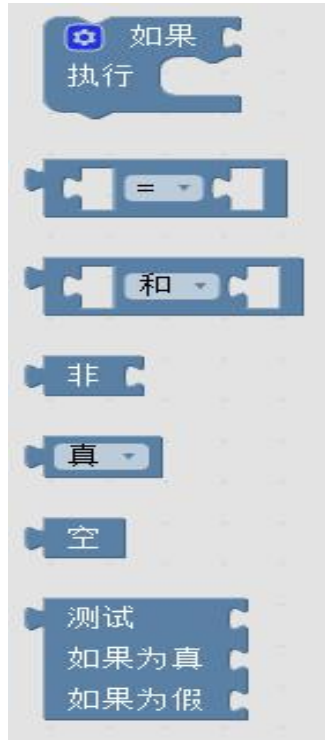 如果
执行
=
和
非
真
空
测试
如果为真
如果为假